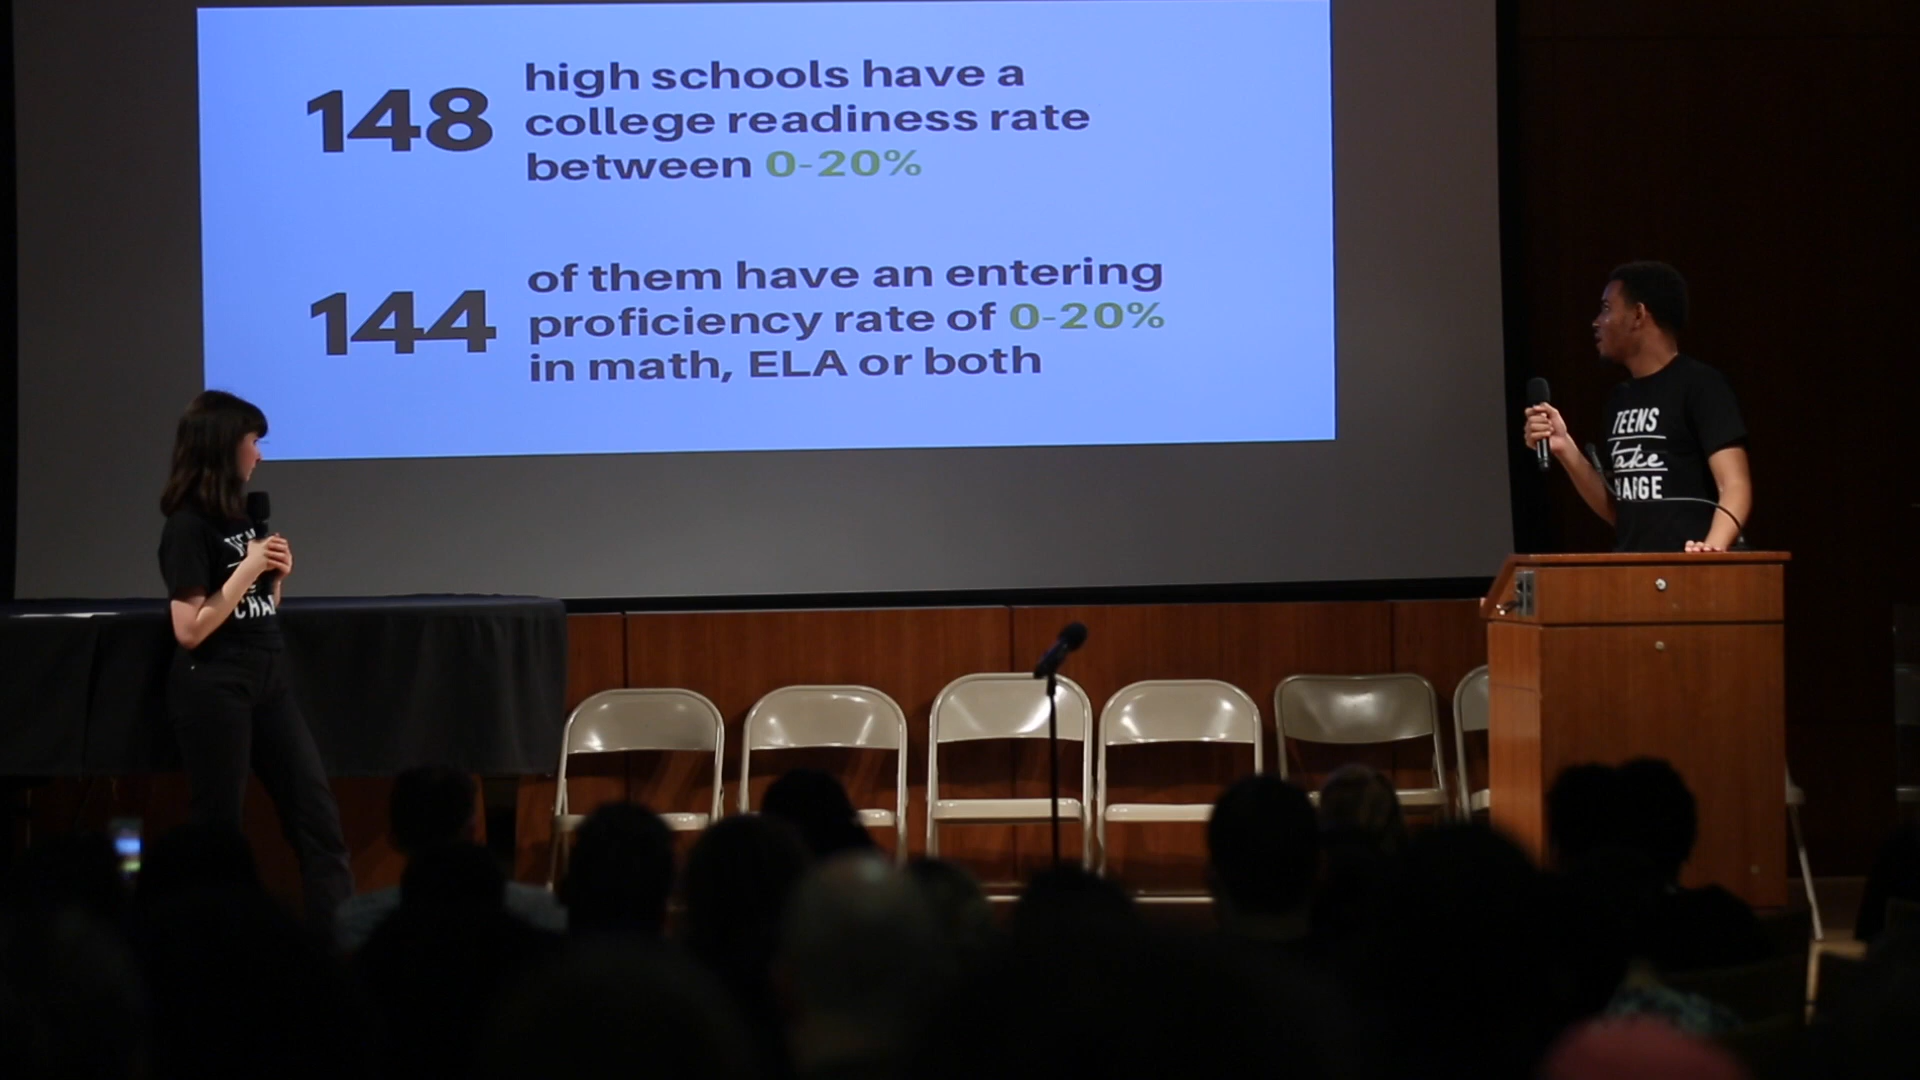 148
high schools have a
college readiness rate
between 0-20%
144
of them have an entering
proficiency rate of 0-20%
in math, ELA or both
TEENS
take